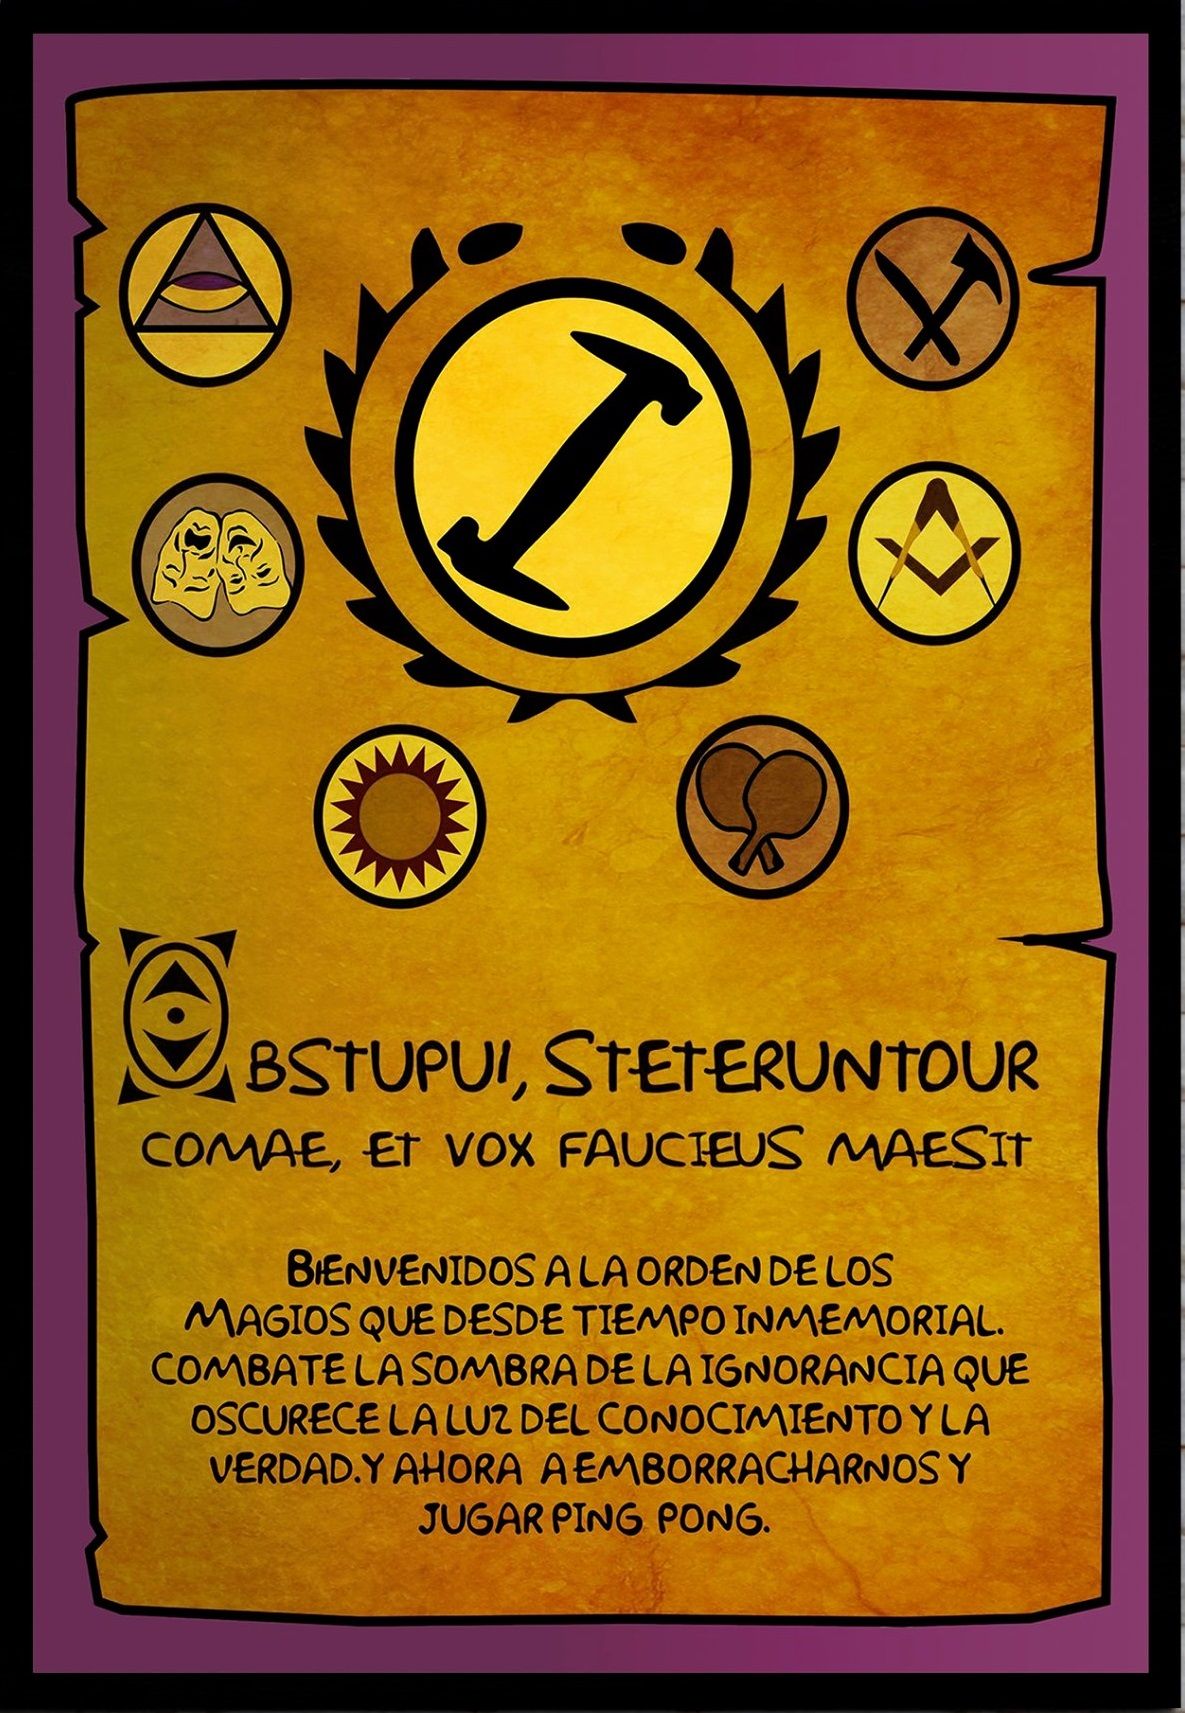 OBSTUPUI, STETERUNTOUR
COMAE, ET VOX FAUCIEUS MAESIT
BIENVENIDOS A LA ORDEN DE LOS
MAGIOS QUE DESDE TIEMPO INMEMORIAL.
COMBATE LA SOMBRA DE LA IGNORANCIA QUE
OSCURECE LA LUZ DEL CONOCIMIENTO Y LA
VERDAD.Y AHORA A EMBORRACHARNOS Y
JUGAR PING PONG.